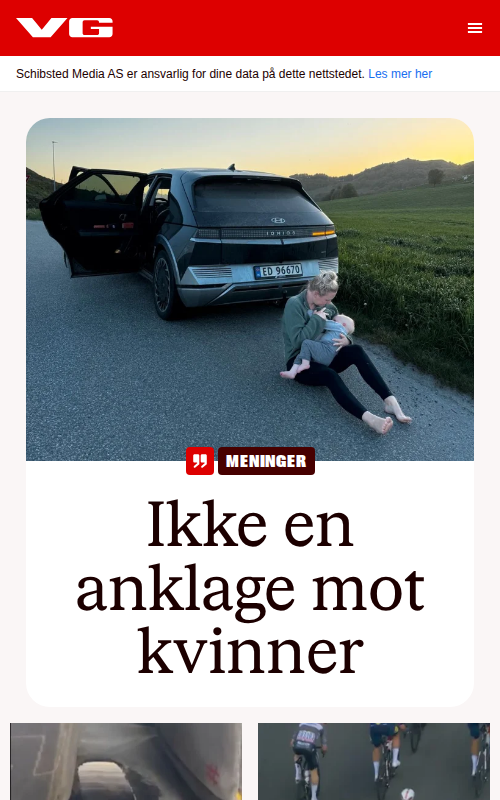 VG
Schibsted Media AS er ansvarlig for dine data på dette nettstedet. Les mer her
IONIQ 5
ED 96670
MENINGER
Ikke en
anklage mot
kvinner